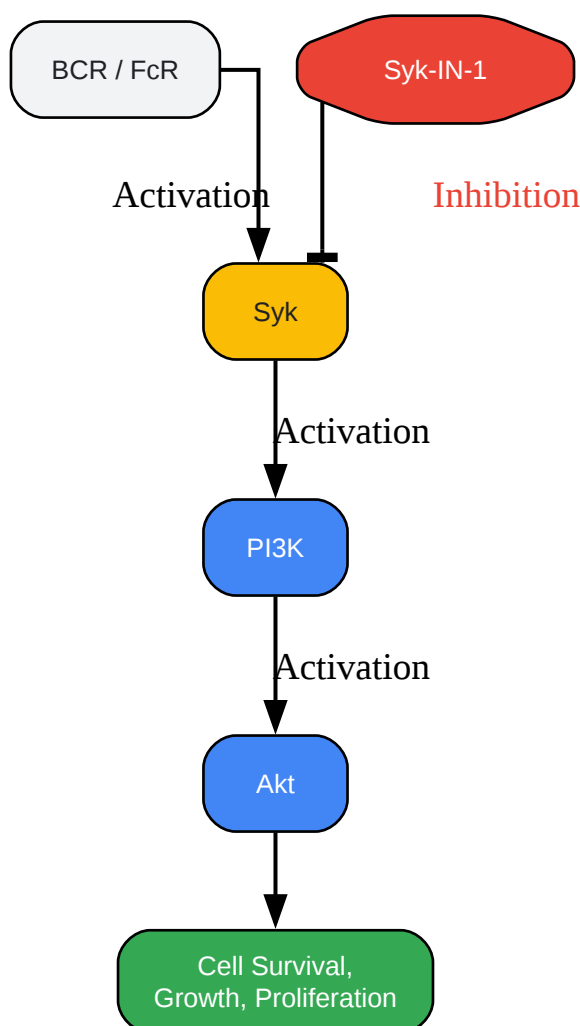 BCR / FcR
Syk-IN-1
Activation
Inhibition
Syk
Activation
PI3K
Activation
Akt
Cell Survival,
Growth, Proliferation